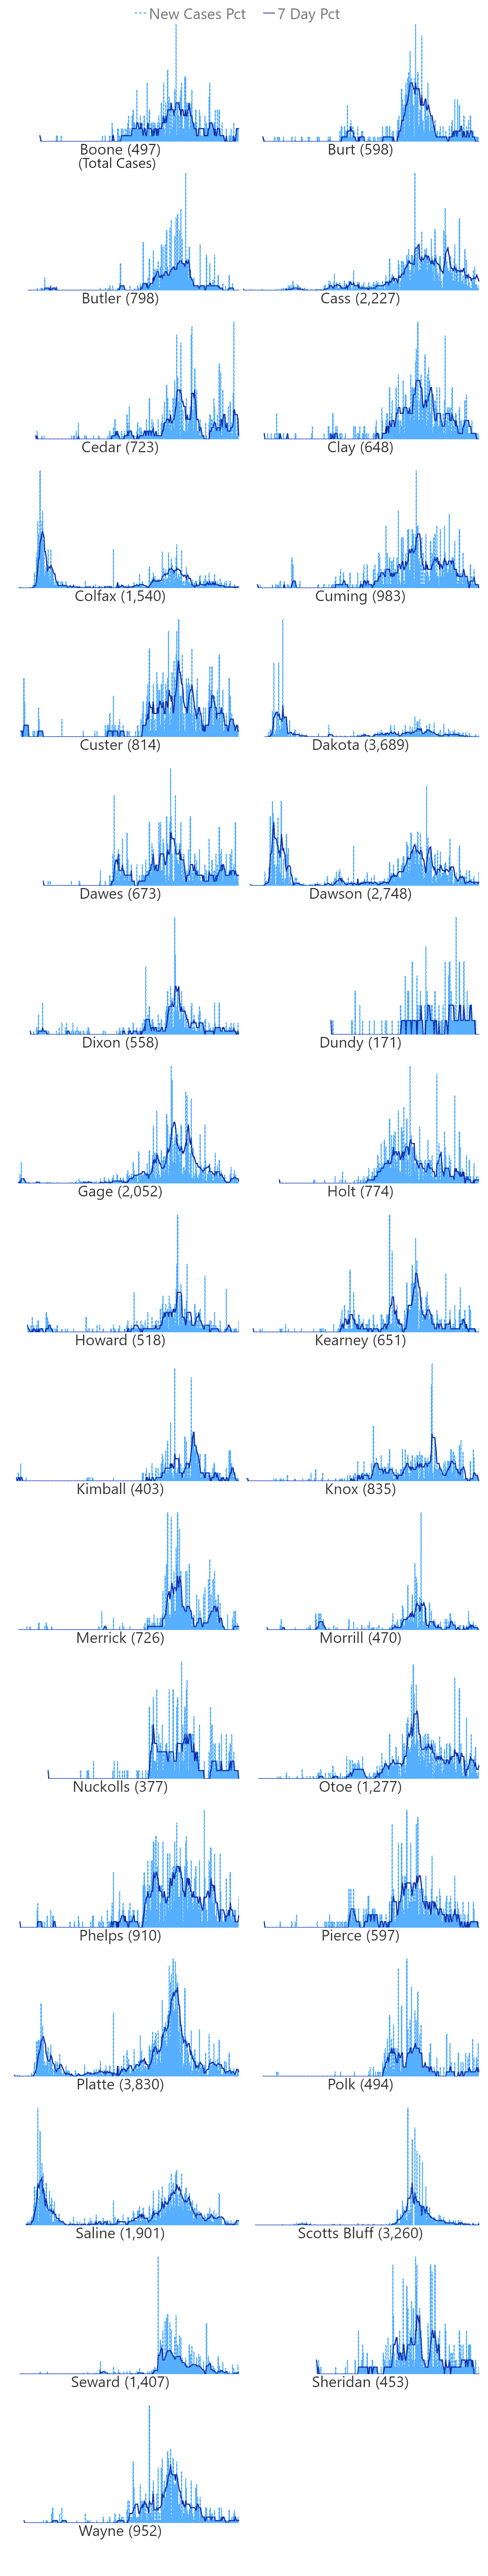 New Cases Pct 7 Day Pct
Boone (497) Burt (598)
(Total Cases)
Butler (798) Cass (2,227)
Cedar (723) Clay (648)
Colfax (1,540) Cuming (983)
Custer (814) Dakota (3,689)
Dawes (673) Dawson (2,748)
Dixon (558) Dundy (171)
Gage (2,052) Holt (774)
Howard (518) Kearney (651)
Kimball (403) Knox (835)
Merrick (726) Morrill (470)
Nuckolls (377) Otoe (1,277)
Phelps (910) Pierce (597)
Platte (3,830) Polk (494)
Saline (1,901) Scotts Bluff (3,260)
Seward (1,407) Sheridan (453)
Wayne (952)